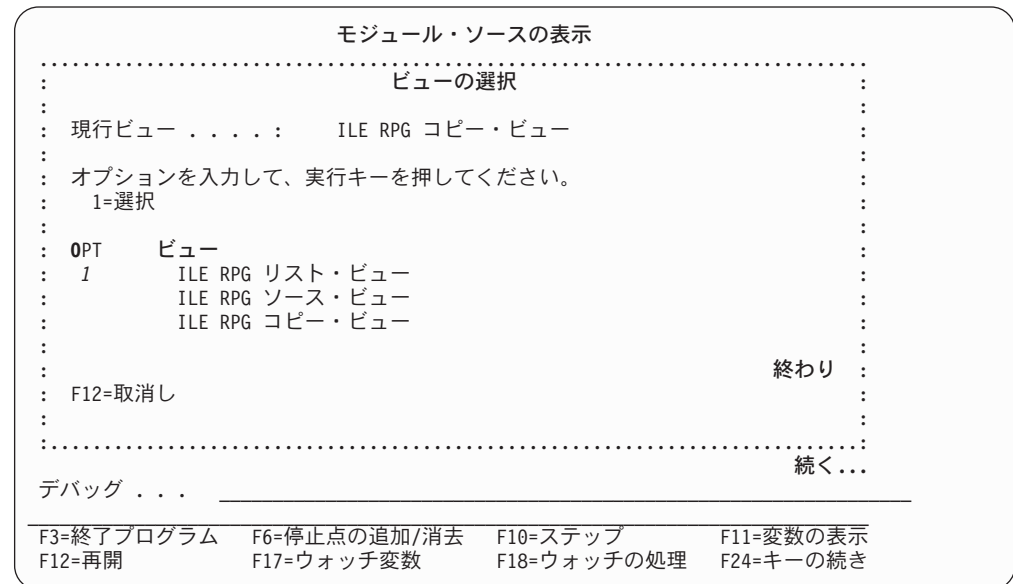 モジュール・ソースの表示
..............................................................................
:                                ビューの選択                                :
:                                                                            :
:  現行ビュー . . . . :     ILE RPG コピー・ビュー                           :
:                                                                            :
:  オプションを入力して、実行キーを押してください。                          :
:    1=選択                                                                  :
:                                                                            :
:  OPT     ビュー                                                            :
:   1        ILE RPG リスト・ビュー                                          :
:            ILE RPG ソース・ビュー                                          :
:            ILE RPG コピー・ビュー                                          :
:                                                                            :
:                                                                    終わり  :
:  F12=取消し                                                                :
:                                                                            :
:............................................................................:
続く...
デバッグ . . .   _________________________________________________________________
F3=終了プログラム   F6=停止点の追加/消去   F10=ステップ   F11=変数の表示
F12=再開   F17=ウォッチ変数   F18=ウォッチの処理   F24=キーの続き